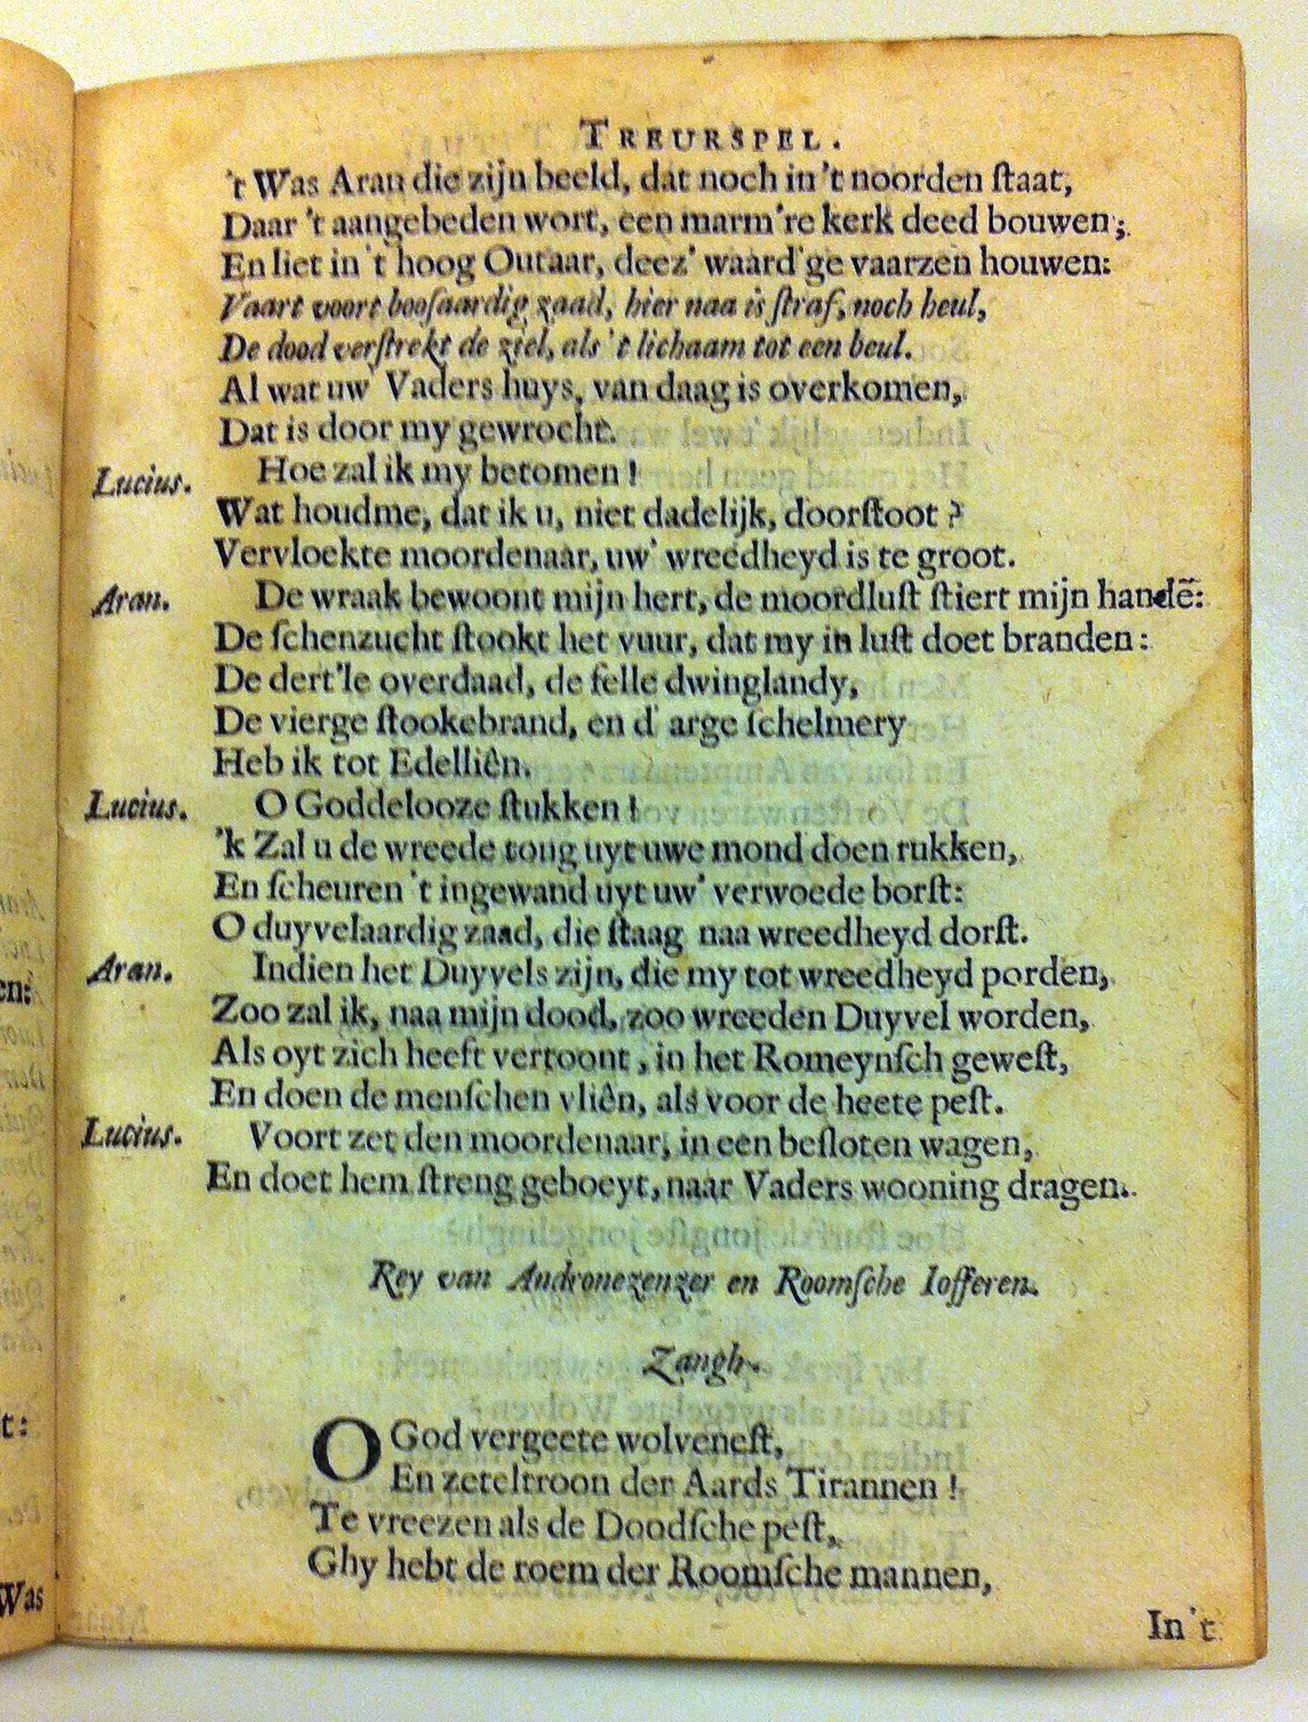 TREURSPEL.
't Was Aran die zijn beeld, dat noch in 't noorden ſtaat,
Daar 't aangebeden wort, een marm're kerk deed bouwen;
En liet in 't hoog Outaar, deez' waard'ge vaarzen houwen:
Vaart voort booſaardig zaad, hier naa is ſtraf, noch heul,
De dood verſtrekt de ziel, als 't lichaam tot een beul.
Al wat uw' Vaders huys, van daag is overkomen,
Dat is door my gewrocht.
Lucius. Hoe zal ik my betomen!
Wat houdme, dat ik u, niet dadelijk, doorſtoot?
Vervloekte moordenaar, uw' wreedheyd is te groot.
Aran. De wraak bewoont mijn hert, de moordluſt ſtiert mijn handē:
De ſchenzucht ſtookt het vuur, dat my in luſt doet branden:
De dert'le overdaad, de felle dwinglandy,
De vierge ſtookebrand, en d' arge ſchelmery
Heb ik tot Edelliên.
Lucius. O Goddelooze ſtukken!
'k Zal u de wreede tong uyt uwe mond doen rukken,
En ſcheuren 't ingewand uyt uw' verwoede borſt:
O duyvelaardig zaad, die ſtaag naa wreedheyd dorſt.
Aran. Indien het Duyvels zijn, die my tot wreedheyd porden,
Zoo zal ik, naa mijn dood, zoo wreeden Duyvel worden,
Als oyt zich heeft vertoont, in het Romeynſch geweſt,
En doen de menſchen vliên, als voor de heete peſt.
Lucius. Voort zet den moordenaar, in een beſloten wagen,
En doet hem ſtreng geboeyt, naar Vaders wooning dragen.
Rey van Andronezenzer en Roomſche Iofferen.
Zangh.
O God vergeete wolveneſt,
En zeteltroon der Aards Tirannen!
Te vreezen als de Doodſche peſt,
Ghy hebt de roem der Roomſche mannen,
In 't